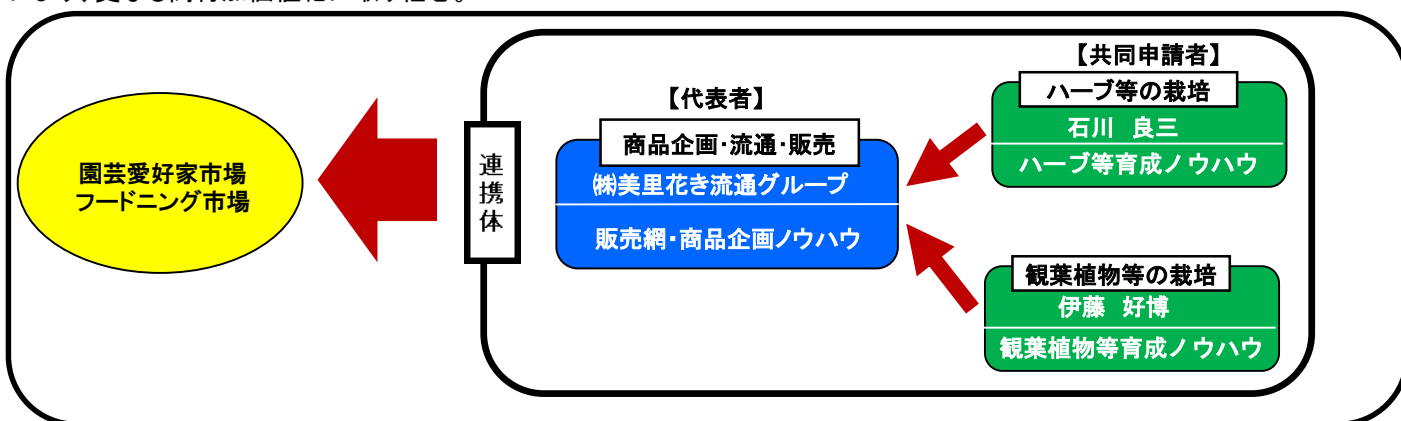 【共同申請者】
ハーブ等の栽培
石川　良三
ハーブ等育成ノウハウ
【代表者】
商品企画・流通・販売
㈱美里花き流通グループ
販売網・商品企画ノウハウ
連携体
園芸愛好家市場
フードニング市場
観葉植物等の栽培
伊藤　好博
観葉植物等育成ノウハウ